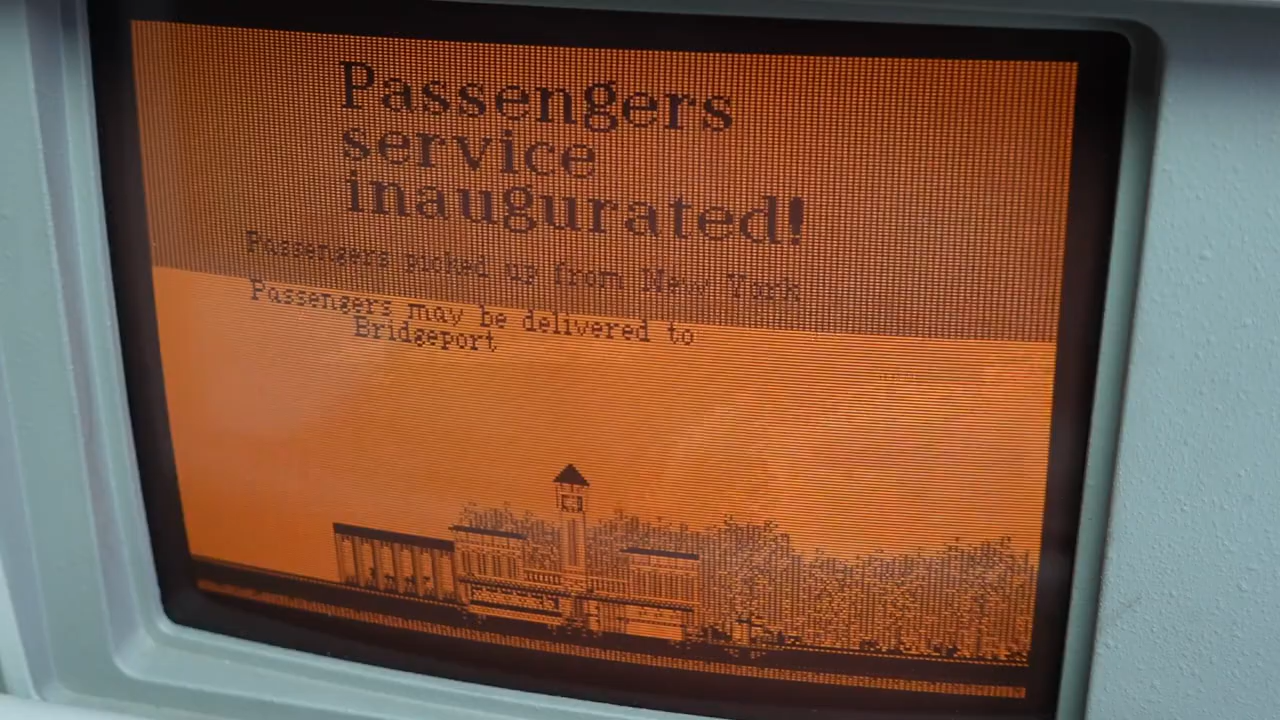 Passengers
service
inaugurated!
Passengers picked up from New York
Passengers may be delivered to
Bridgeport